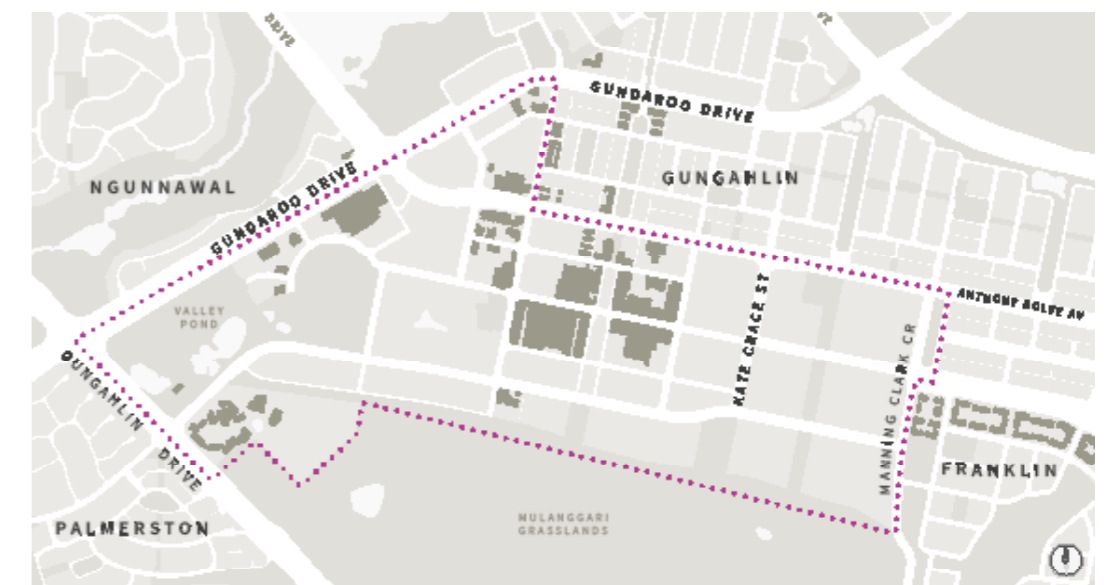 DRIVE
GUNDAROO DRIVE
GUNGAHLIN
NGUNNAWAL
GUNDAROO DRIVE
VALLEY
POND
KATE CRACE ST
ANTHONY ROLFE AV
MANNING CLARK CR
GUNGAHLIN DRIVE
FRANKLIN
PALMERSTON
MULANGGARI
GRASSLANDS